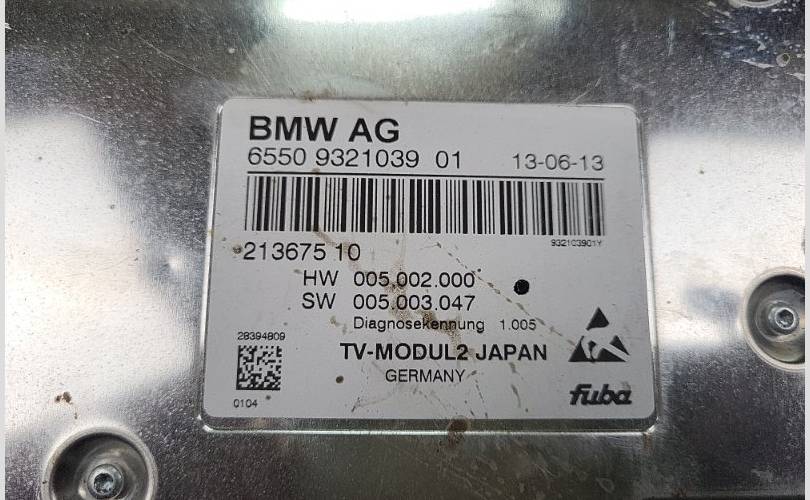 BMW AG
6550 9321039 01 13-06-13
932103901Y
213675 10
HW 005.002.000
SW 005.003.047
Diagnosekennung 1.005
28394809
TV-MODUL2 JAPAN
GERMANY
0104
fuba